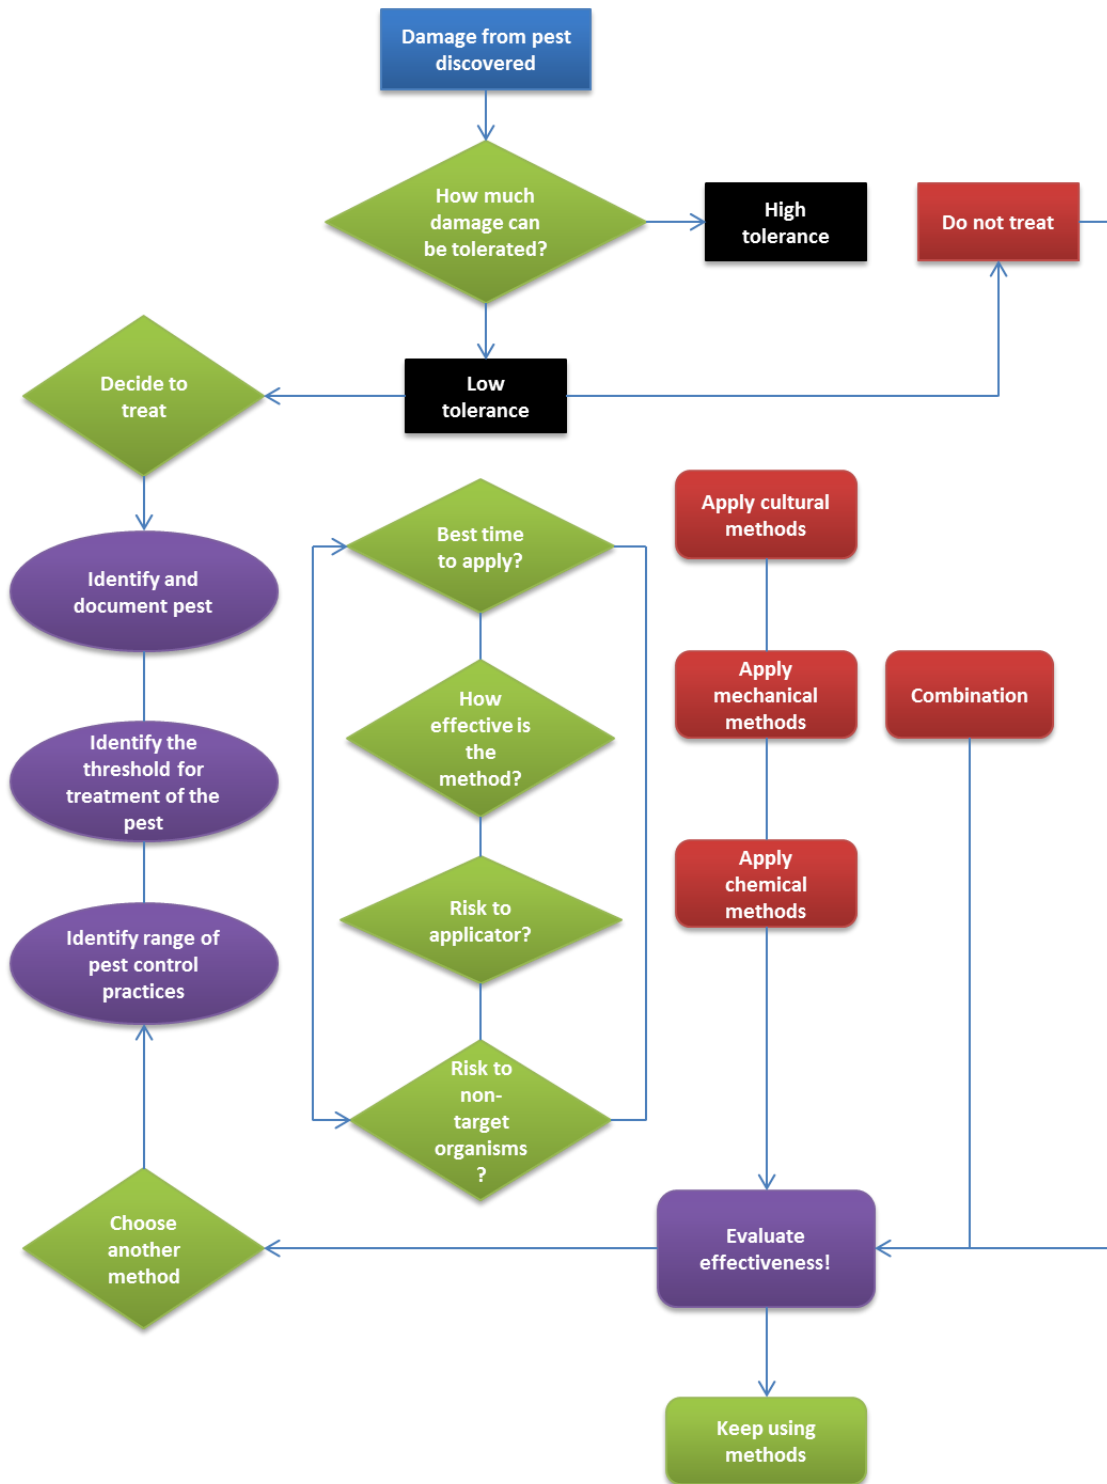 Damage from pest
discovered
How much
damage can
be tolerated?
High
tolerance
Do not treat
Decide to
treat
Low
tolerance
Best time
to apply?
Apply cultural
methods
Identify and
document pest
How
effective is
the
method?
Apply
mechanical
methods
Combination
Identify the
threshold for
treatment of the
pest
Risk to
applicator?
Apply
chemical
methods
Identify range of
pest control
practices
Risk to
non-
target
organisms
?
Choose
another
method
Evaluate
effectiveness!
Keep using
methods